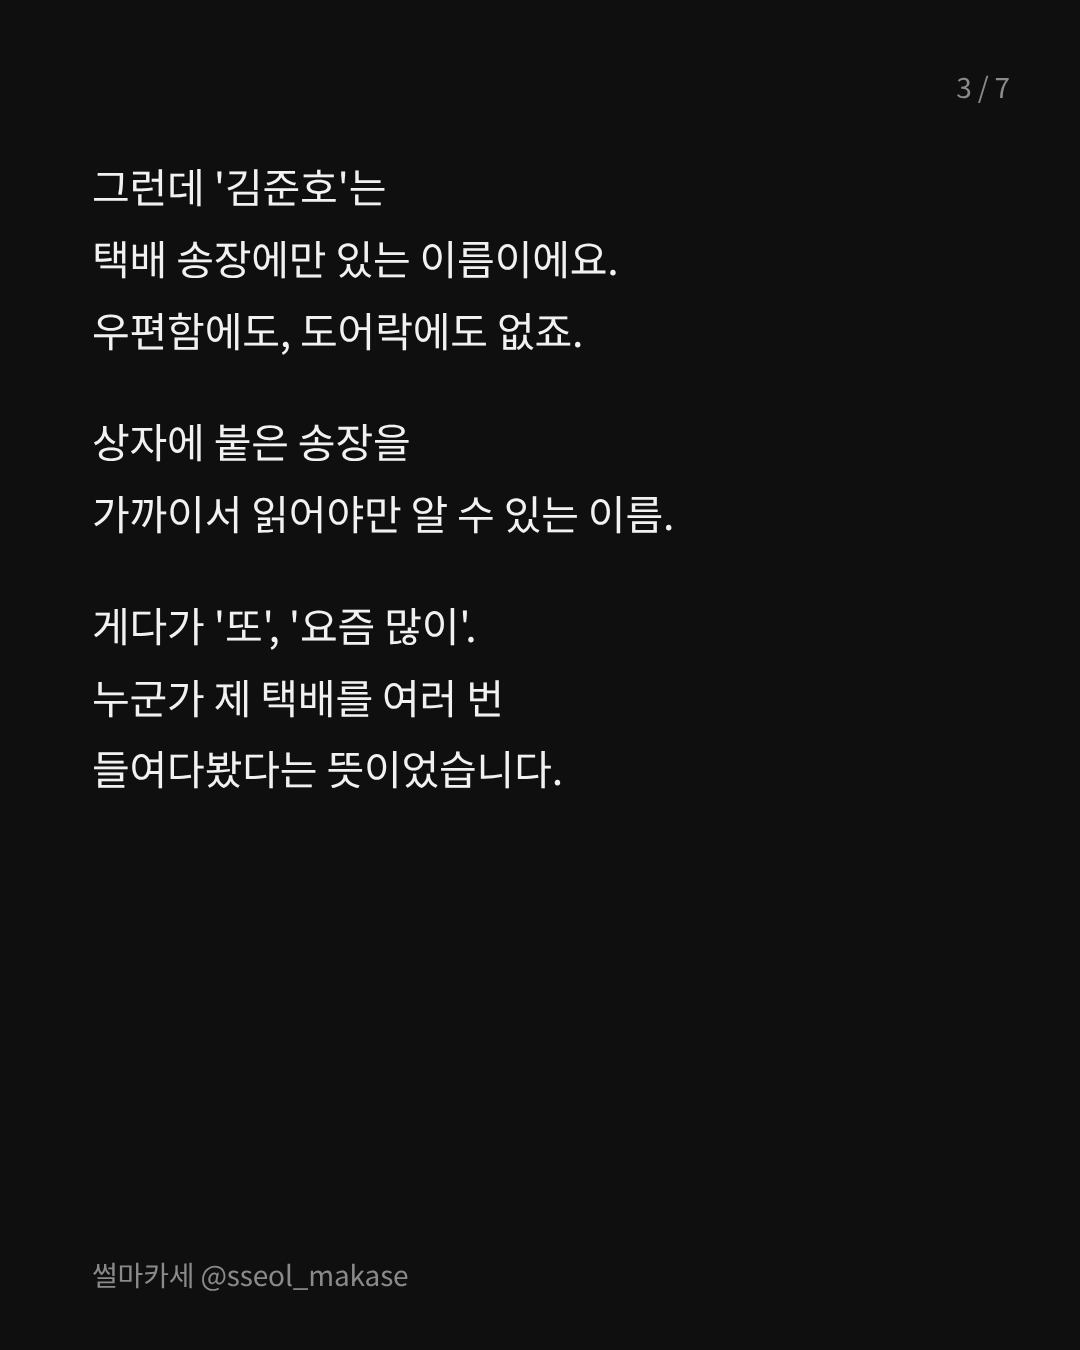 3 / 7
그런데 '김준호'는
택배 송장에만 있는 이름이에요.
우편함에도, 도어락에도 없죠.
상자에 붙은 송장을
가까이서 읽어야만 알 수 있는 이름.
게다가 '또', '요즘 많이'.
누군가 제 택배를 여러 번
들여다봤다는 뜻이었습니다.
썰마카세 @sseol_makase